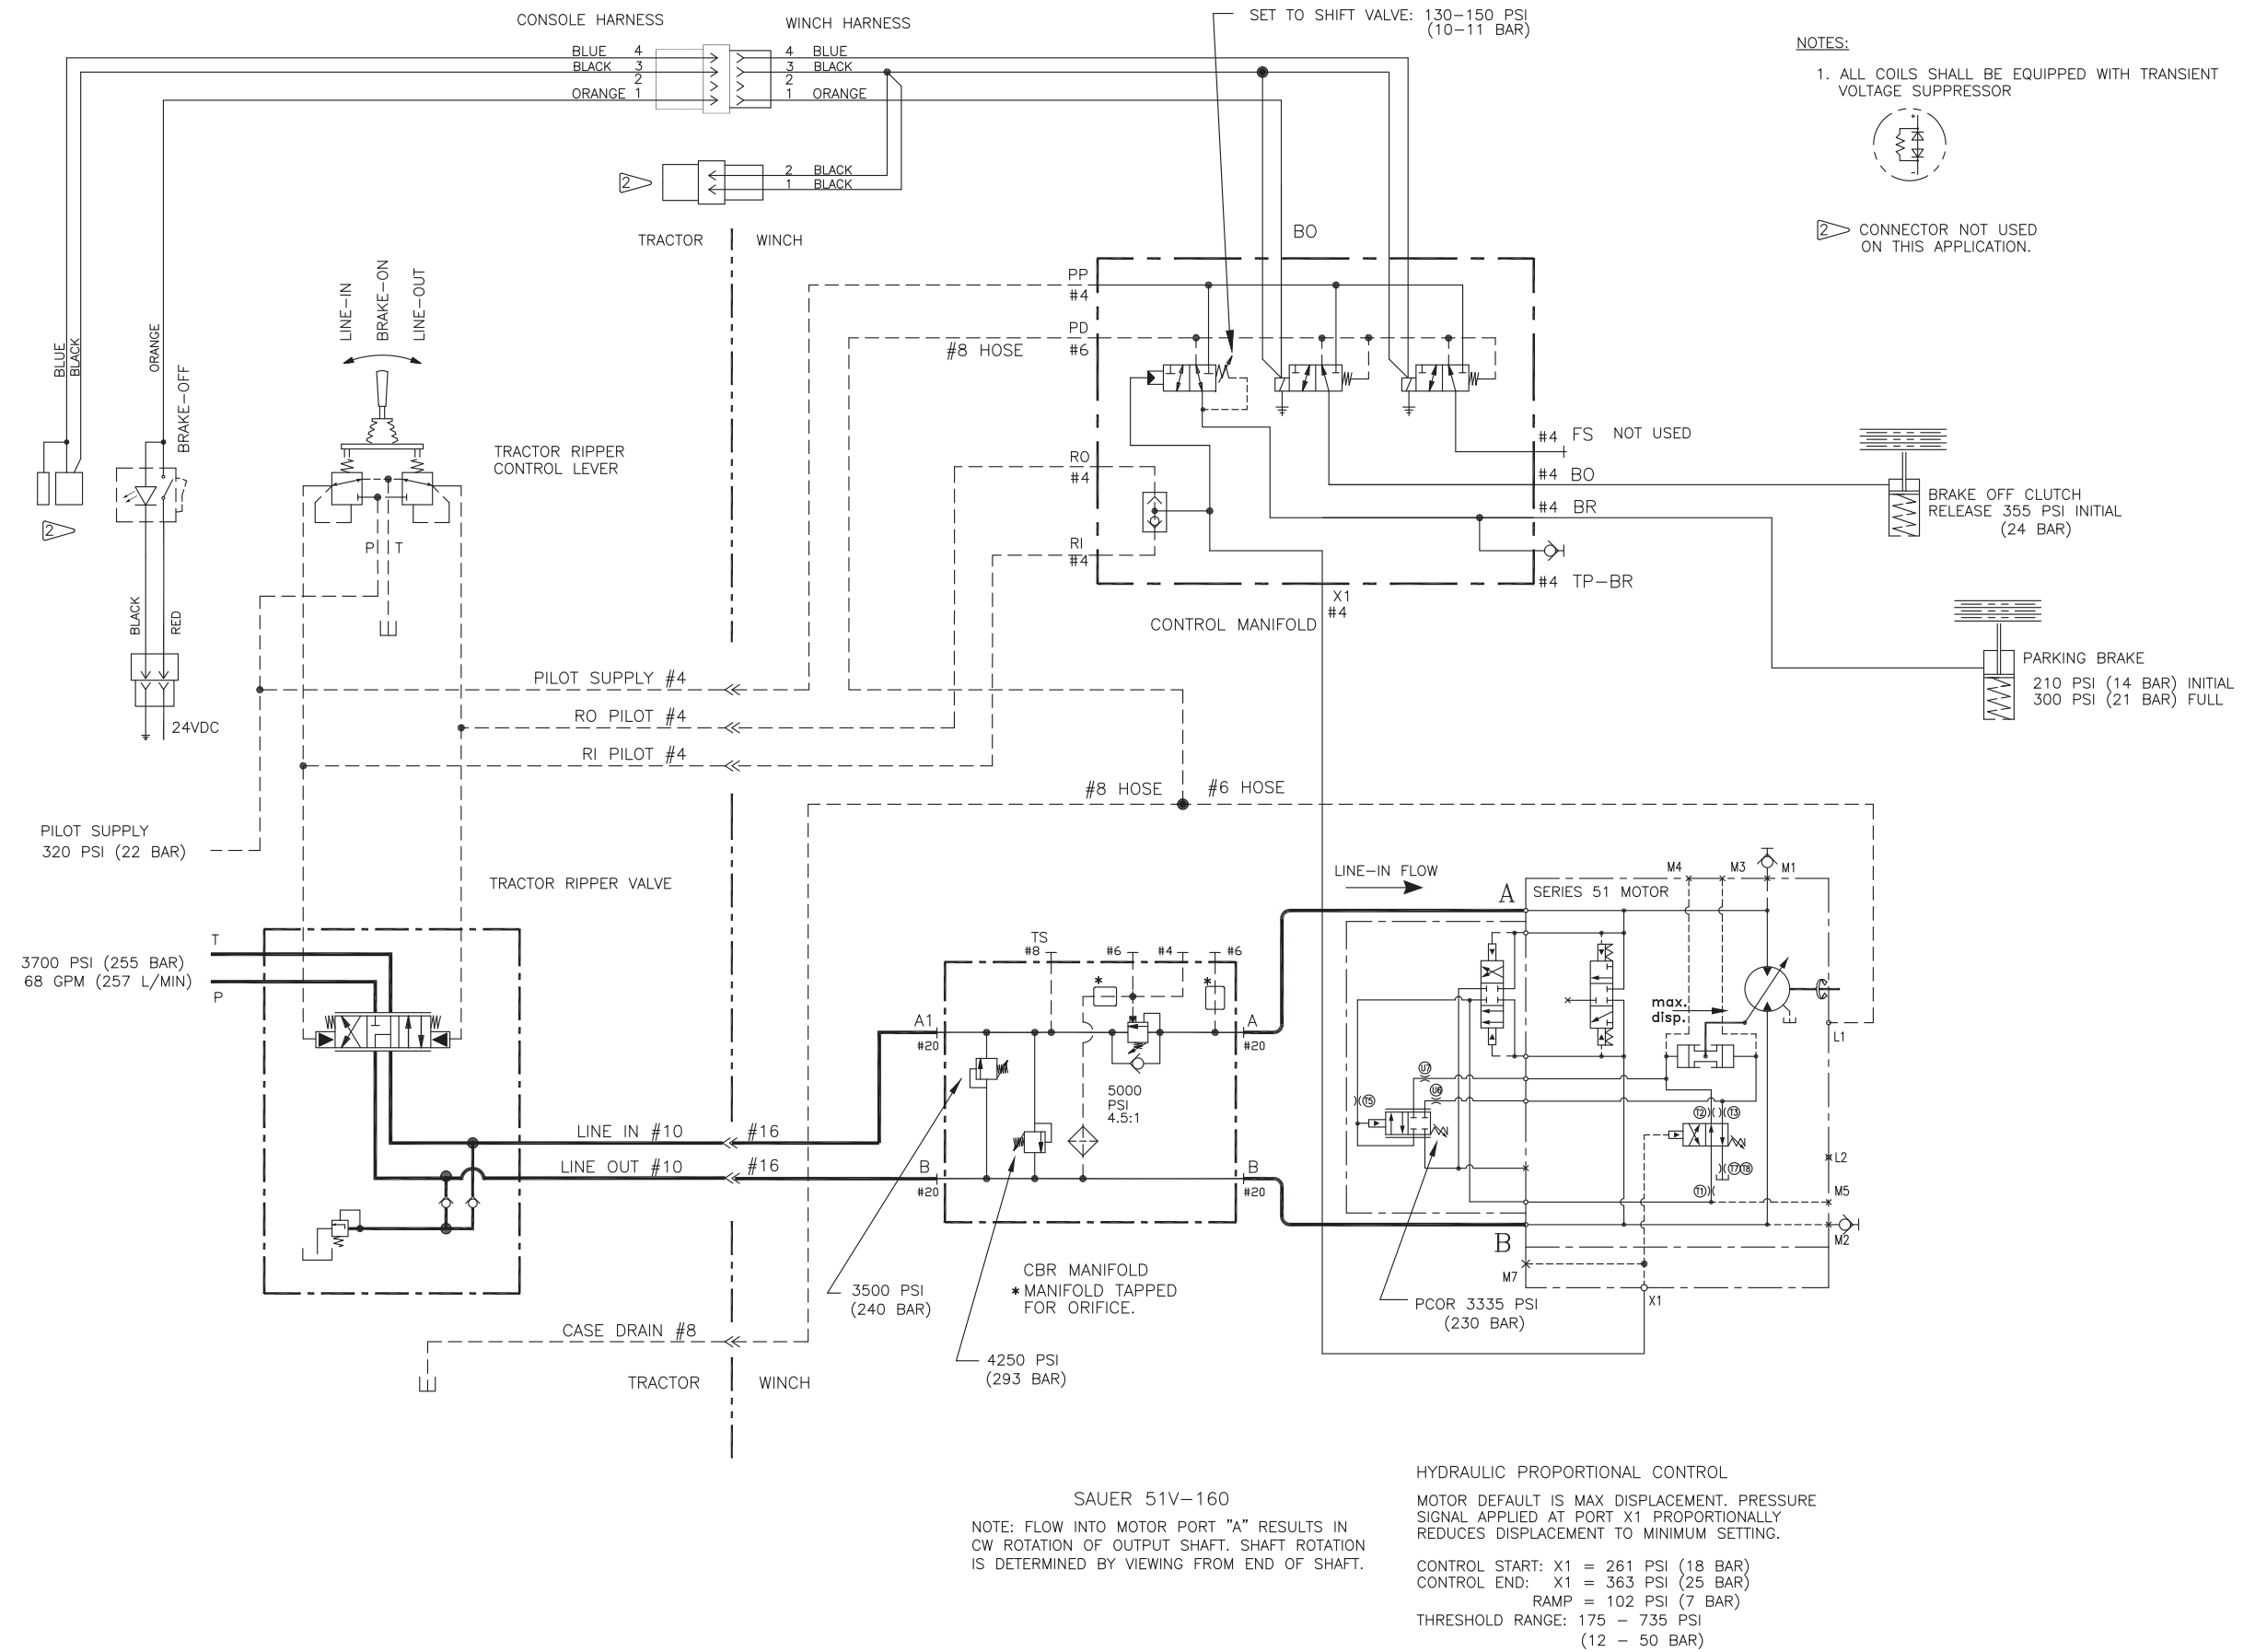 CONSOLE HARNESS
WINCH HARNESS
BLUE 4
BLACK 3
2
ORANGE 1
4 BLUE
3 BLACK
2
1 ORANGE
SET TO SHIFT VALVE: 130-150 PSI
(10-11 BAR)
NOTES:
1. ALL COILS SHALL BE EQUIPPED WITH TRANSIENT
VOLTAGE SUPPRESSOR
+
-
2 CONNECTOR NOT USED
ON THIS APPLICATION.
2
2 BLACK
1 BLACK
TRACTOR
WINCH
BLUE
BLACK
ORANGE
BRAKE-OFF
2
BLACK
RED
24VDC
LINE-IN
BRAKE-ON
LINE-OUT
TRACTOR RIPPER
CONTROL LEVER
P
T
BO
PP
#4
PD
#6
#8 HOSE
RO
#4
RI
#4
#4 FS NOT USED
#4 BO
#4 BR
#4 TP-BR
X1
#4
CONTROL MANIFOLD
BRAKE OFF CLUTCH
RELEASE 355 PSI INITIAL
(24 BAR)
PARKING BRAKE
210 PSI (14 BAR) INITIAL
300 PSI (21 BAR) FULL
PILOT SUPPLY #4
RO PILOT #4
RI PILOT #4
#8 HOSE
#6 HOSE
PILOT SUPPLY
320 PSI (22 BAR)
TRACTOR RIPPER VALVE
T
3700 PSI (255 BAR)
68 GPM (257 L/MIN)
P
LINE IN #10
#16
LINE OUT #10
#16
CASE DRAIN #8
TRACTOR
WINCH
TS
#8
#6
#4
#6
*
*
A1
#20
A
#20
B
#20
B
#20
5000
PSI
4.5:1
3500 PSI
(240 BAR)
4250 PSI
(293 BAR)
CBR MANIFOLD
* MANIFOLD TAPPED
FOR ORIFICE.
LINE-IN FLOW
A
B
SERIES 51 MOTOR
M4
M3
M1
max.
disp.
L1
L2
M5
M2
M7
X1
U7
U6
T5
T2
T3
T7
T8
T1
PCOR 3335 PSI
(230 BAR)
SAUER 51V-160
NOTE: FLOW INTO MOTOR PORT "A" RESULTS IN
CW ROTATION OF OUTPUT SHAFT. SHAFT ROTATION
IS DETERMINED BY VIEWING FROM END OF SHAFT.
HYDRAULIC PROPORTIONAL CONTROL
MOTOR DEFAULT IS MAX DISPLACEMENT. PRESSURE
SIGNAL APPLIED AT PORT X1 PROPORTIONALLY
REDUCES DISPLACEMENT TO MINIMUM SETTING.
CONTROL START: X1 = 261 PSI (18 BAR)
CONTROL END: X1 = 363 PSI (25 BAR)
RAMP = 102 PSI (7 BAR)
THRESHOLD RANGE: 175 - 735 PSI
(12 - 50 BAR)